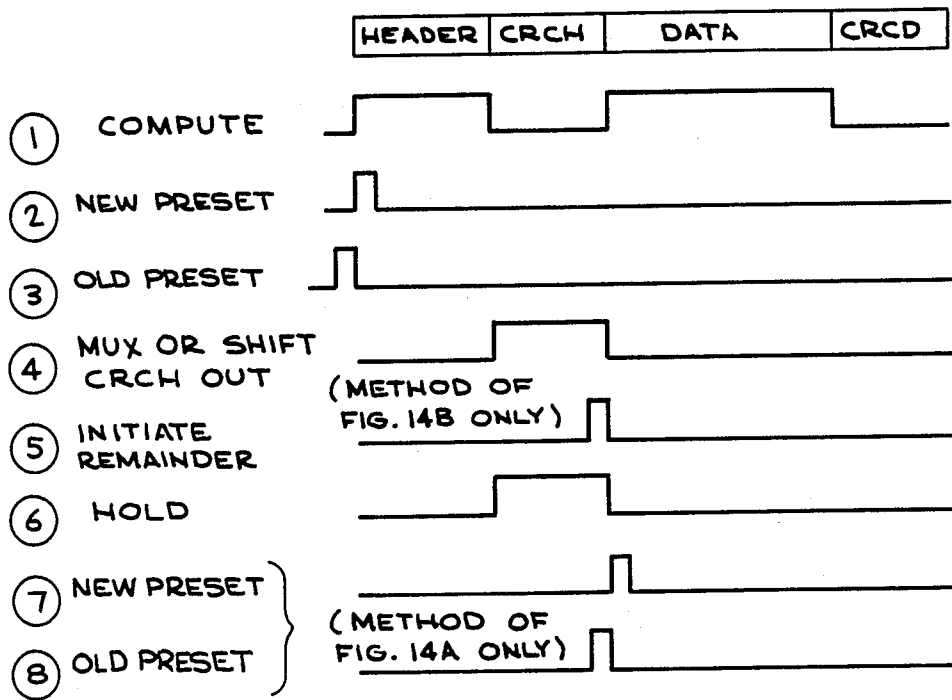 HEADER CRCH DATA CRCD
1 COMPUTE
2 NEW PRESET
3 OLD PRESET
4 MUX OR SHIFT
CRCH OUT
(METHOD OF
FIG. 14B ONLY)
5 INITIATE
REMAINDER
6 HOLD
7 NEW PRESET
(METHOD OF
FIG. 14A ONLY)
8 OLD PRESET